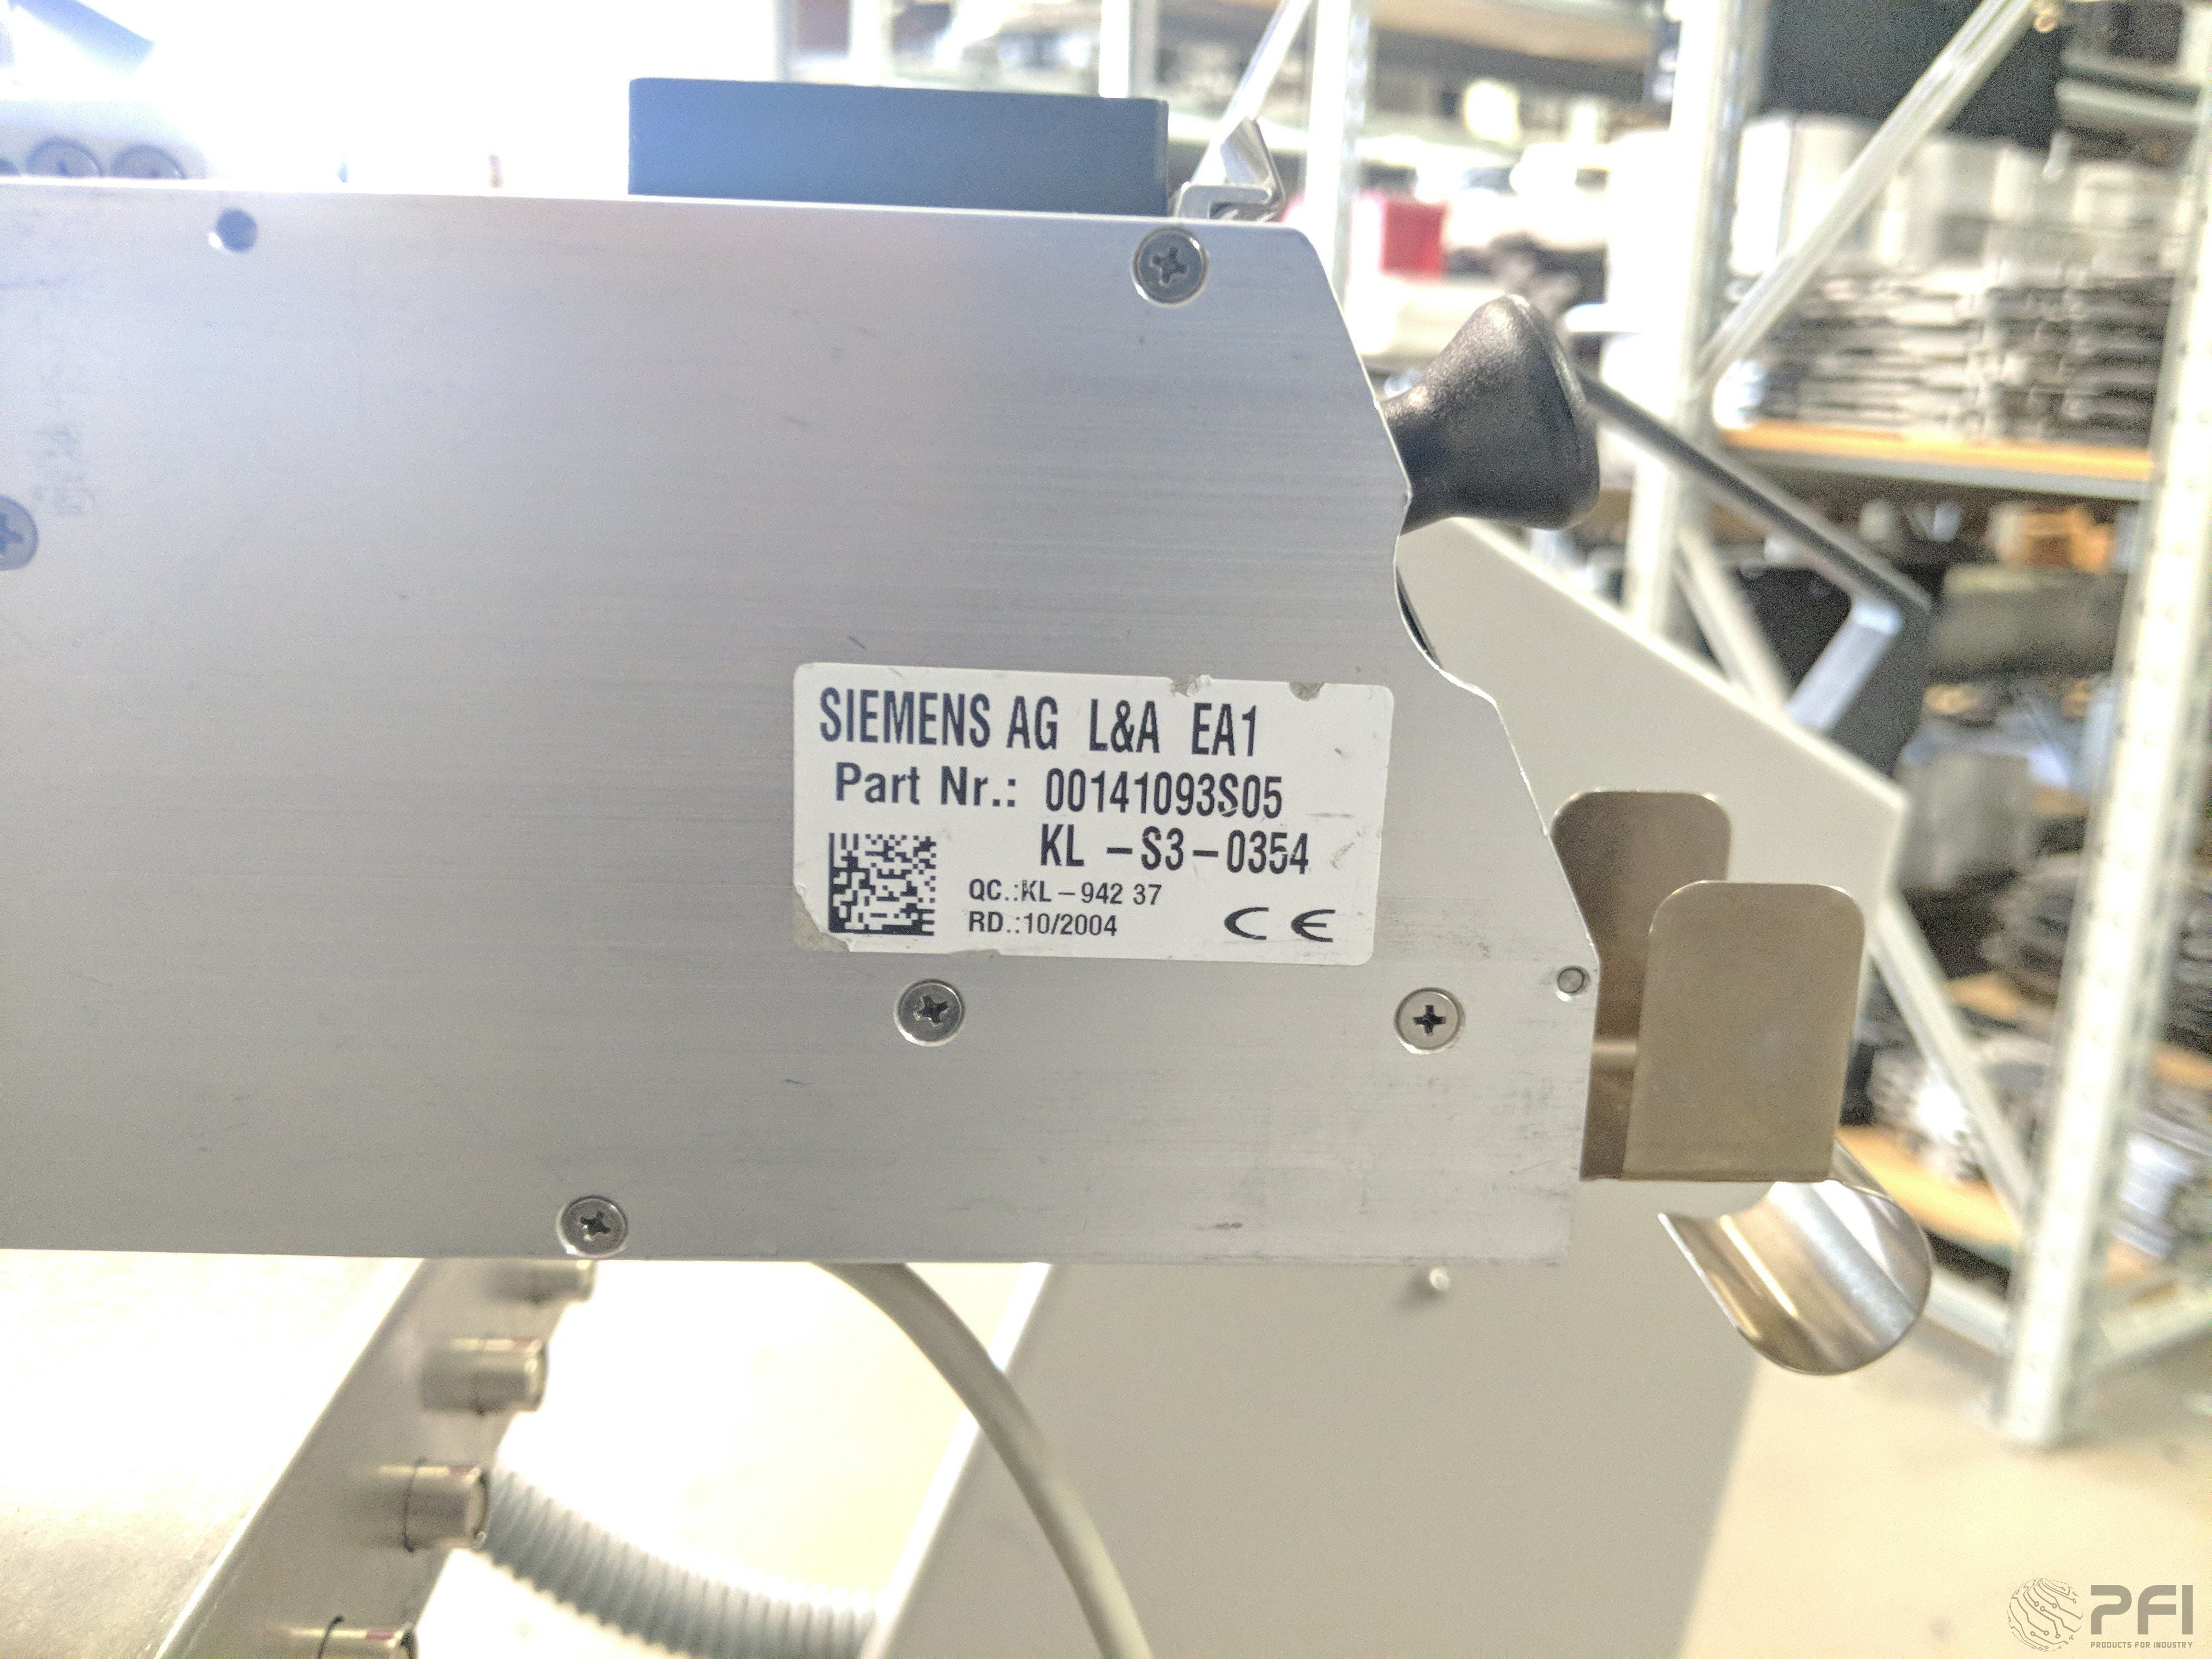 SIEMENS AG L&A EA1
Part Nr.: 00141093S05
KL -S3-0354
QC.:KL-942 37
RD.:10/2004
CE
PFI
PRODUCTS FOR INDUSTRY